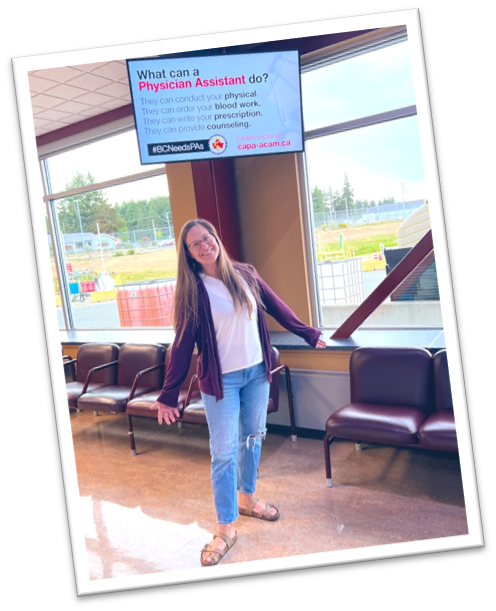 What can a
Physician Assistant do?
They can conduct your physical
They can order your blood work.
They can write your prescription.
They can provide counseling.
Learn more at
#BCNeedsPAs
capa-acam.ca